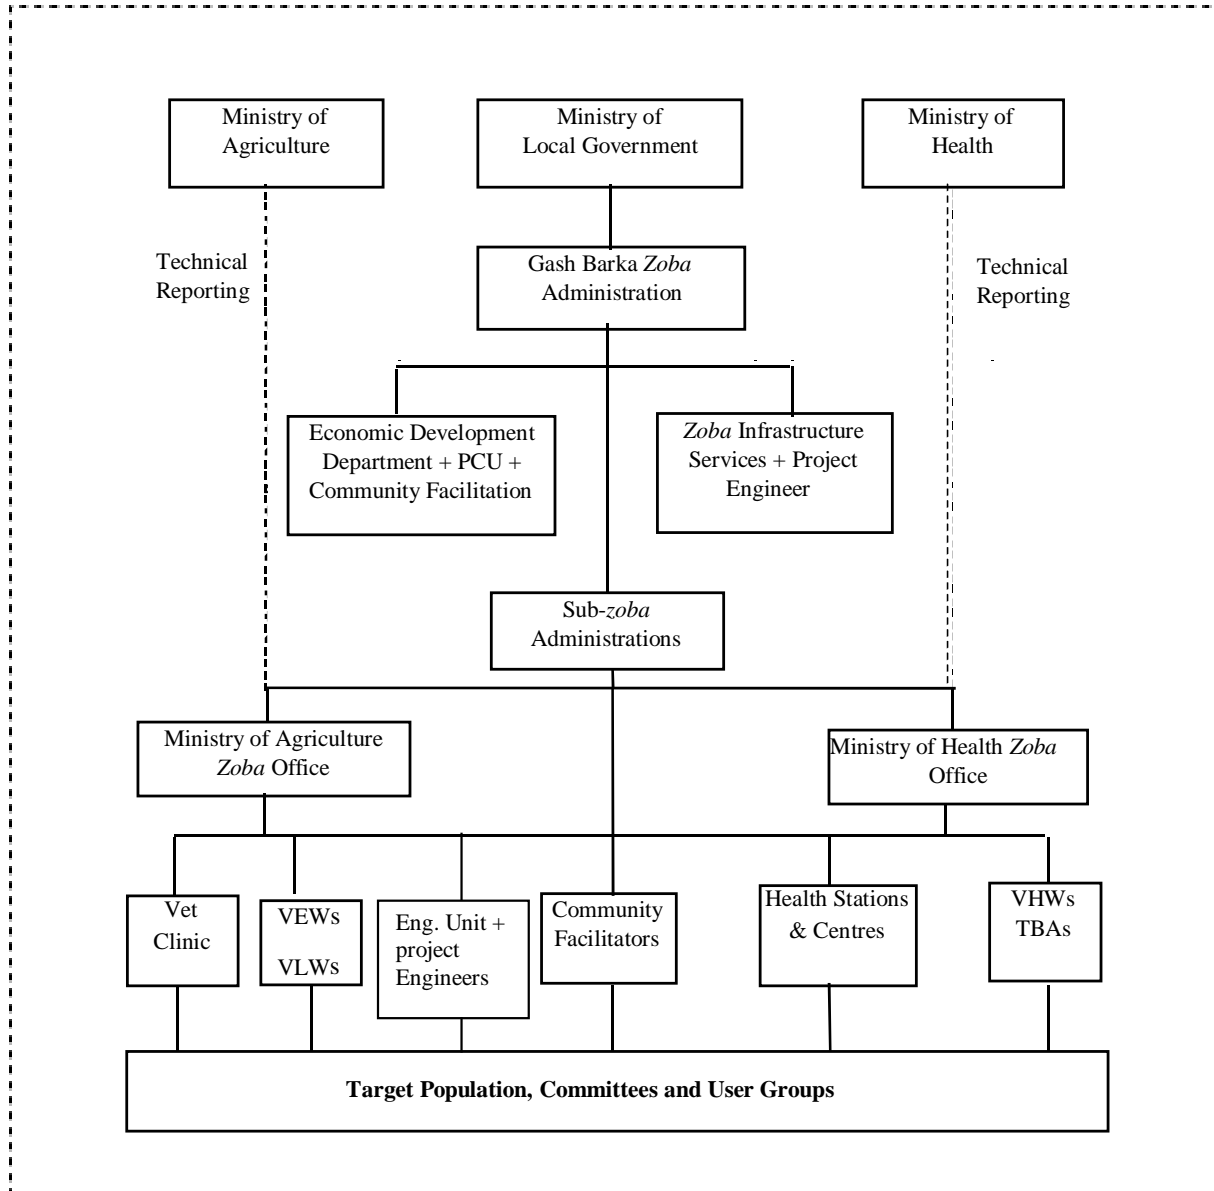 Ministry of
Agriculture
Ministry of
Local Government
Ministry of
Health
Technical
Reporting
Gash Barka Zoba
Administration
Technical
Reporting
Economic Development
Department + PCU +
Community Facilitation
Zoba Infrastructure
Services + Project
Engineer
Sub-zoba
Administrations
Ministry of Agriculture
Zoba Office
Ministry of Health Zoba
Office
Vet
Clinic
VEWs
VLWs
Eng. Unit +
project
Engineers
Community
Facilitators
Health Stations
& Centres
VHWs
TBAs
Target Population, Committees and User Groups